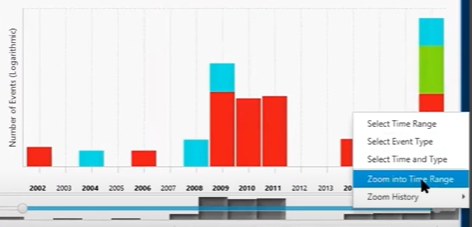 Number of Events (Logarithmic)
Select Time Range
Select Event Type
Select Time and Type
Zoom into Time Range
Zoom History
2002 2003 2004 2005 2006 2007 2008 2009 2010 2011 2012 2013